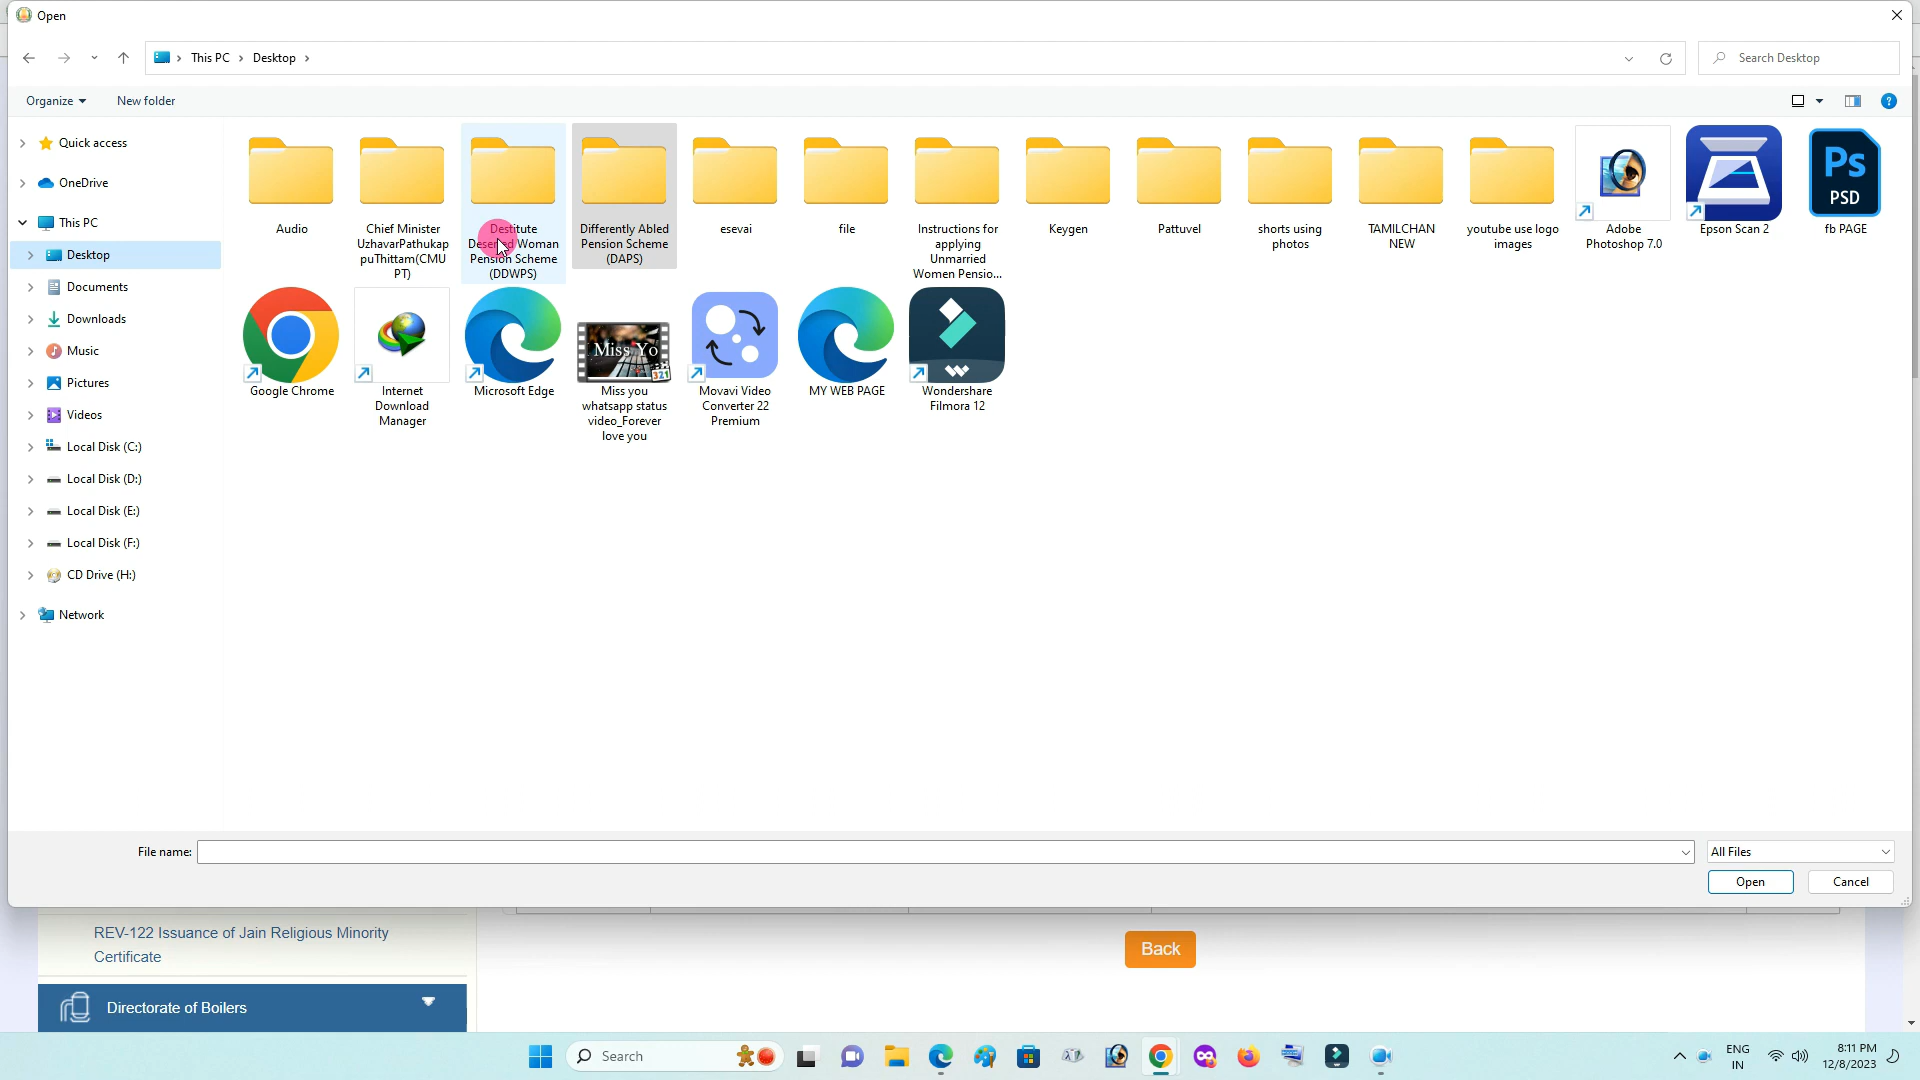 Open
This PC
Desktop
Search Desktop
Organize
New folder
Quick access
OneDrive
This PC
Desktop
Documents
Downloads
Music
Pictures
Videos
Local Disk (C:)
Local Disk (D:)
Local Disk (E:)
Local Disk (F:)
CD Drive (H:)
Network
Audio
Chief Minister
UzhavarPathukap
puThittam(CMU
PT)
Destitute
Deserted Woman
Pension Scheme
(DDWPS)
Differently Abled
Pension Scheme
(DAPS)
esevai
file
Instructions for
applying
Unmarried
Women Pensio...
Keygen
Pattuvel
shorts using
photos
TAMILCHAN
NEW
youtube use logo
images
Adobe
Photoshop 7.0
Epson Scan 2
Ps
PSD
fb PAGE
Google Chrome
Internet
Download
Manager
Microsoft Edge
Miss Yo
321
Miss you
whatsapp status
video_Forever
love you
Movavi Video
Converter 22
Premium
MY WEB PAGE
Wondershare
Filmora 12
File name:
All Files
Open
Cancel
REV-122 Issuance of Jain Religious Minority
Certificate
Back
Directorate of Boilers
Search
ENG
IN
8:11 PM
12/8/2023